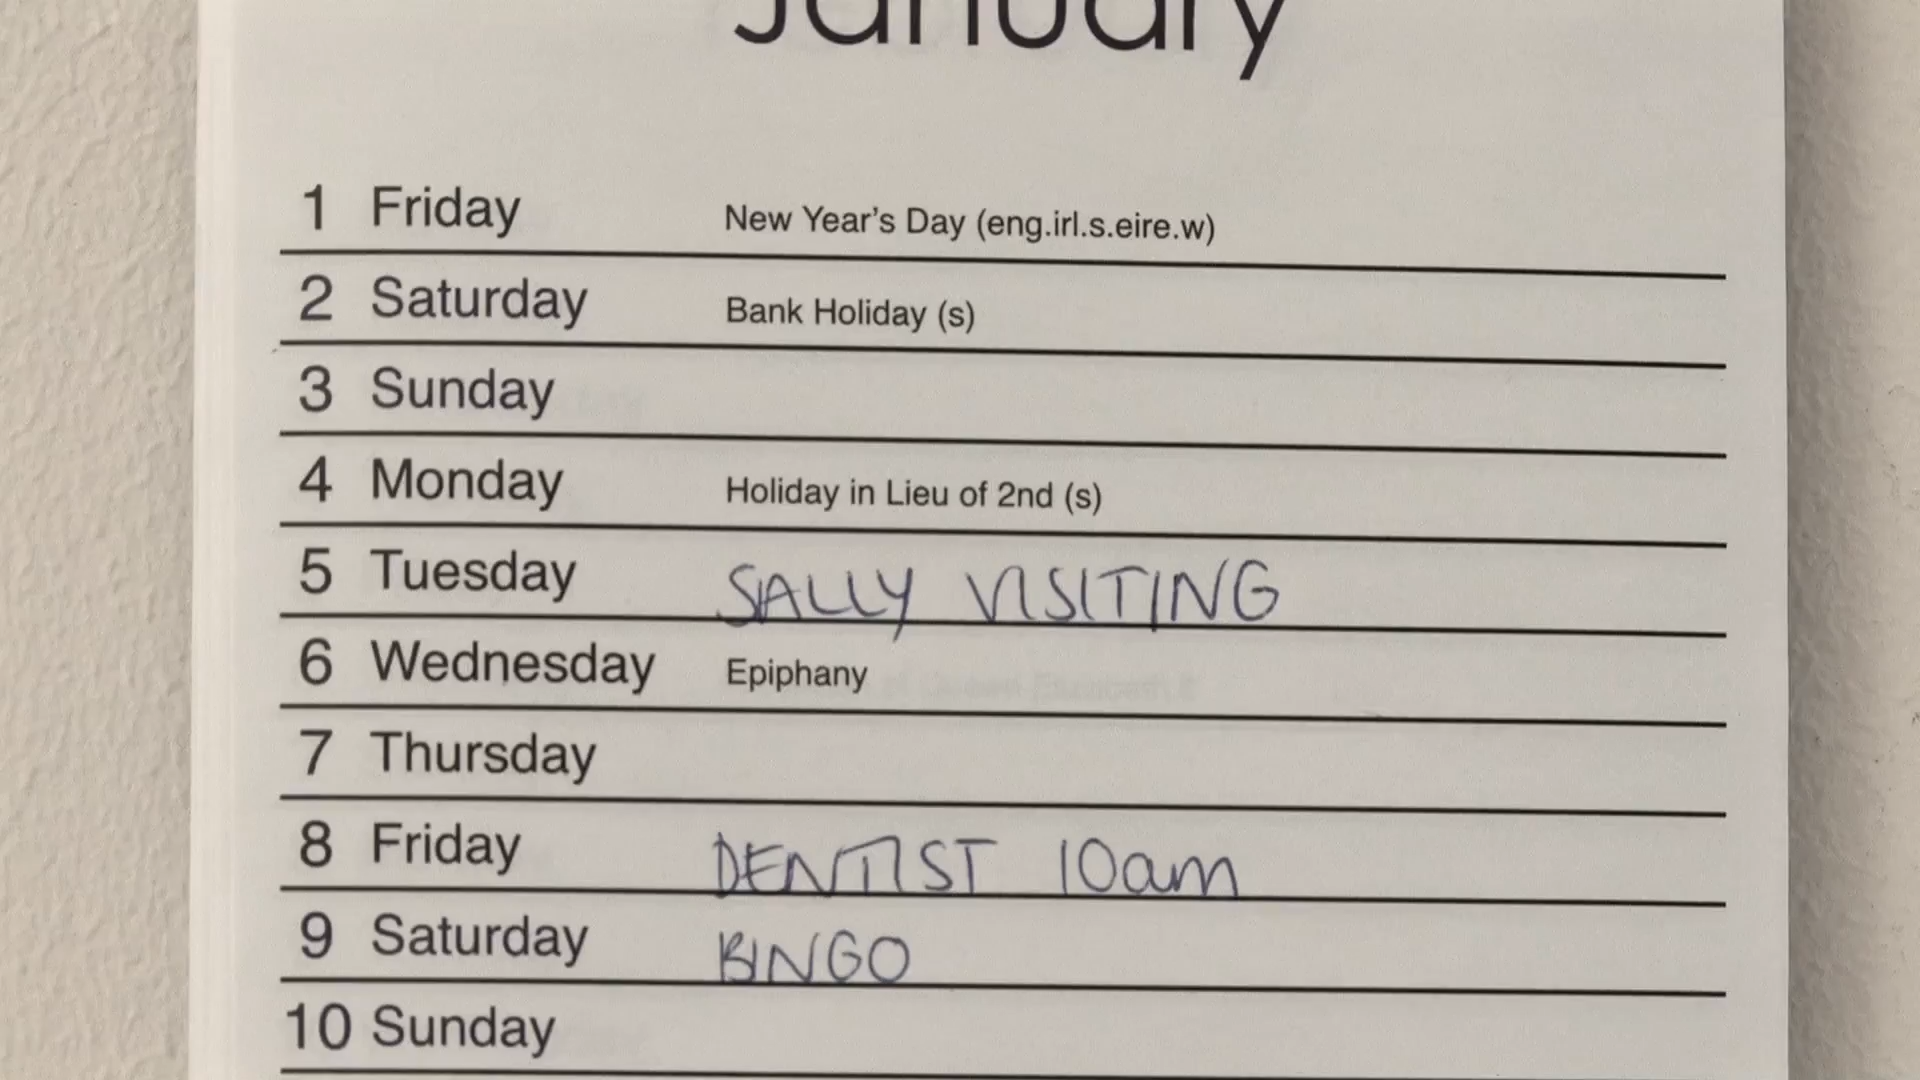 January
1 Friday New Year's Day (eng.irl.s.eire.w)
2 Saturday Bank Holiday (s)
3 Sunday
4 Monday Holiday in Lieu of 2nd (s)
5 Tuesday SALLY VISITING
6 Wednesday Epiphany
7 Thursday
8 Friday DENTIST 10am
9 Saturday BINGO
10 Sunday